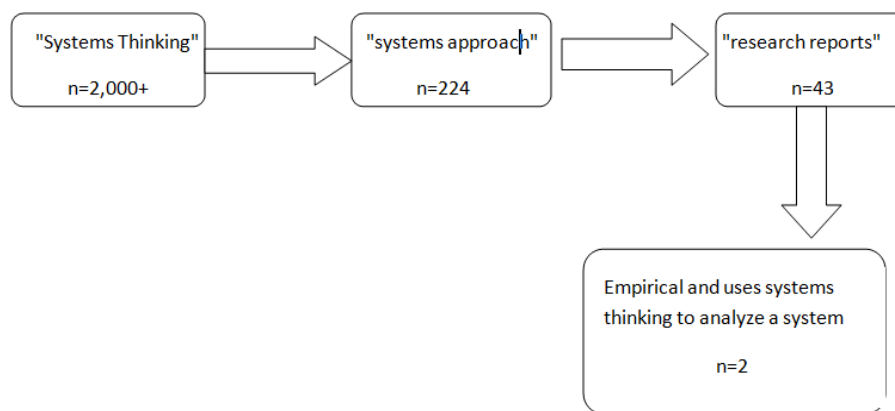 "Systems Thinking"
n=2,000+
"systems approach"
n=224
"research reports"
n=43
Empirical and uses systems
thinking to analyze a system
n=2